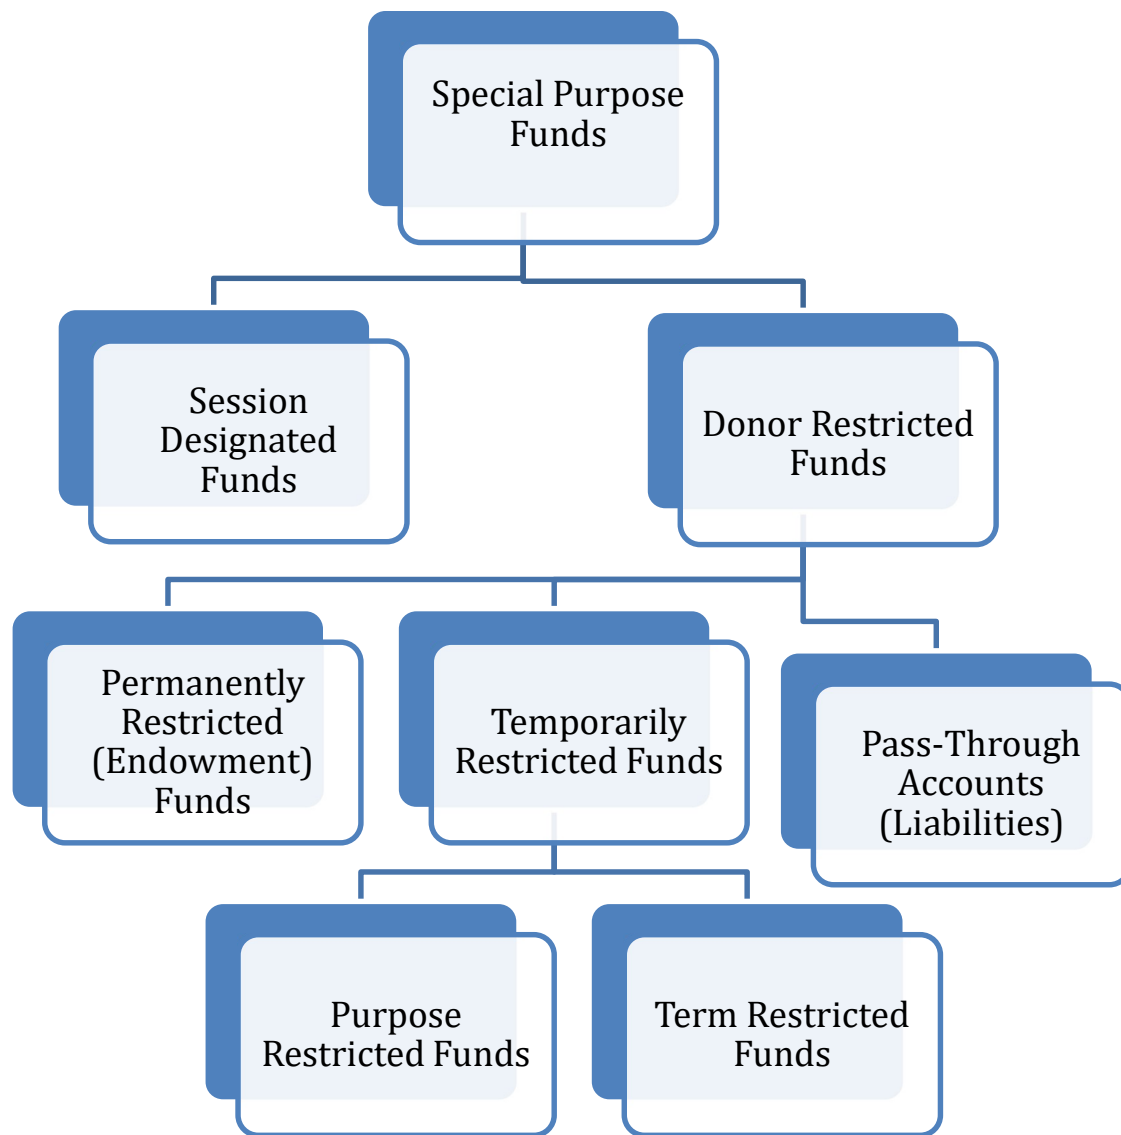 Special Purpose
Funds
Session
Designated
Funds
Donor Restricted
Funds
Permanently
Restricted
(Endowment)
Funds
Temporarily
Restricted Funds
Pass-Through
Accounts
(Liabilities)
Purpose
Restricted Funds
Term Restricted
Funds